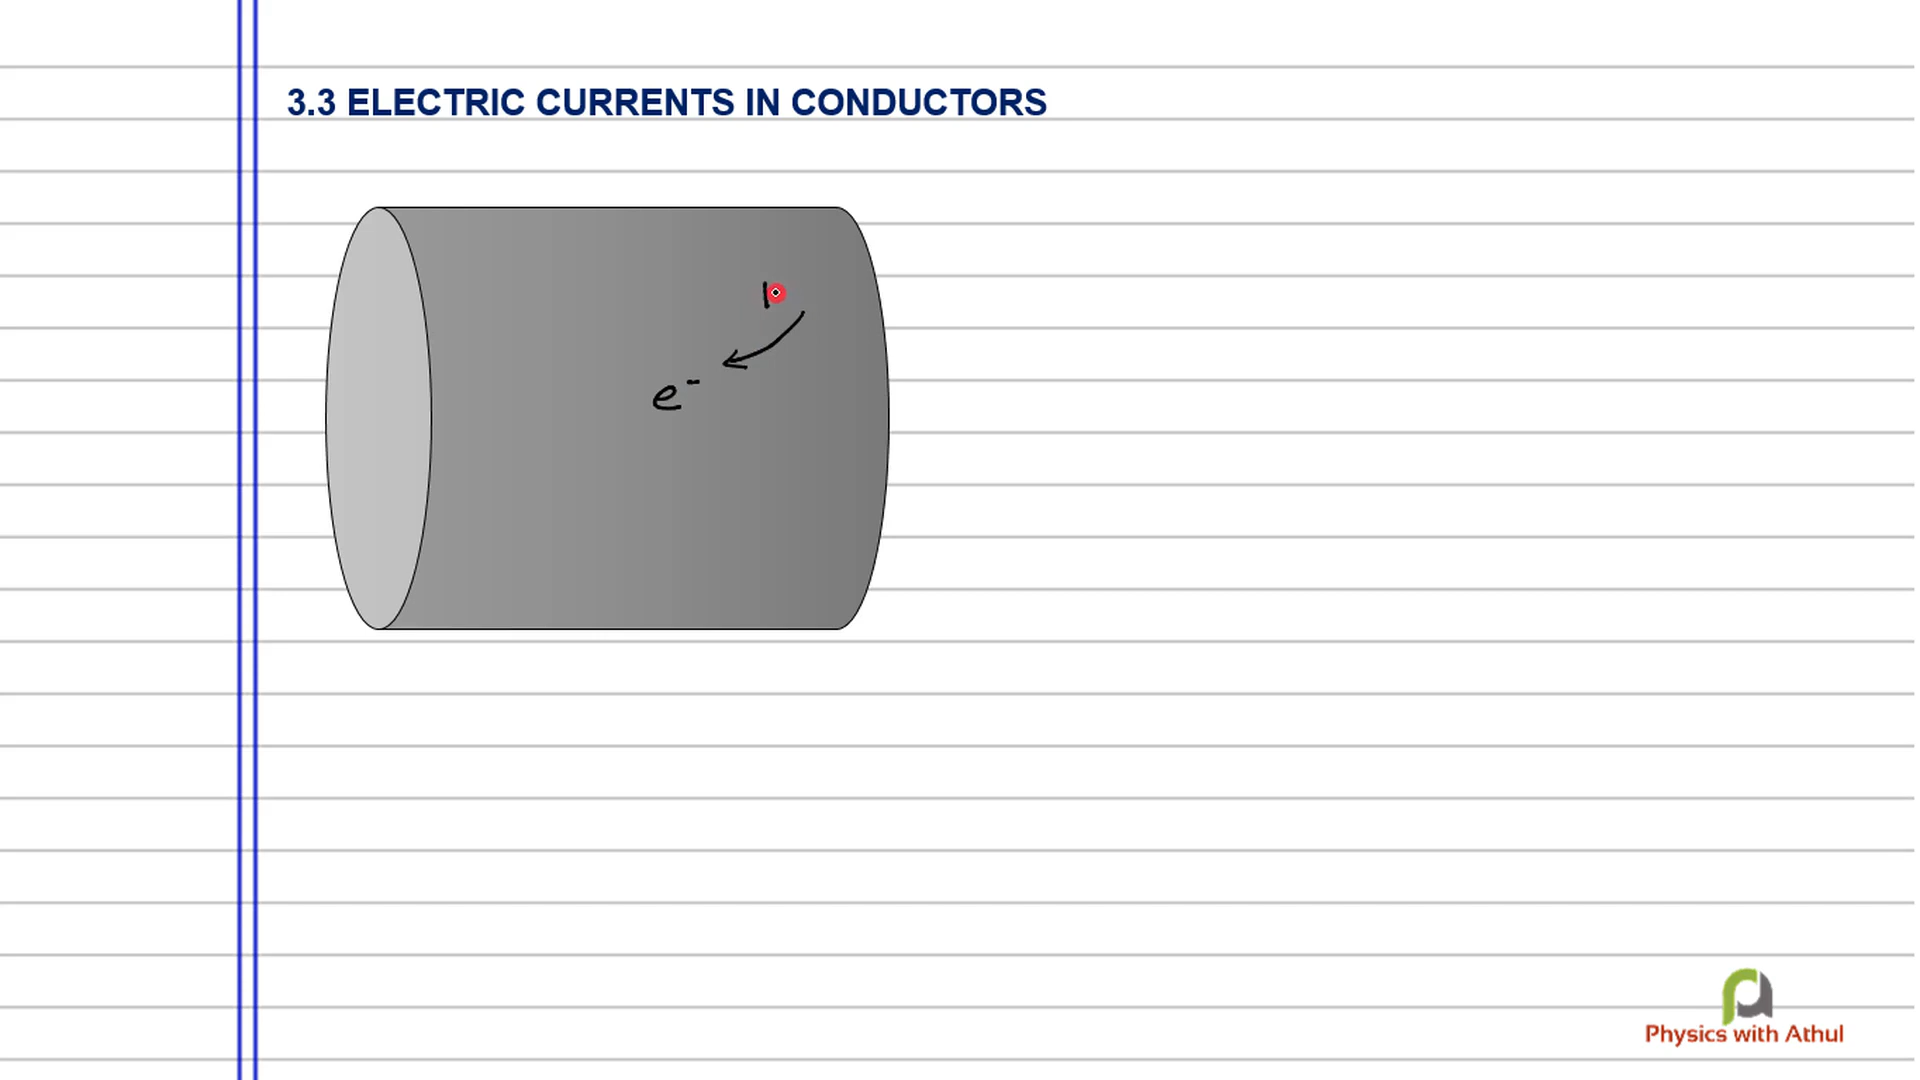 3.3 ELECTRIC CURRENTS IN CONDUCTORS
e⁻
Physics with Athul